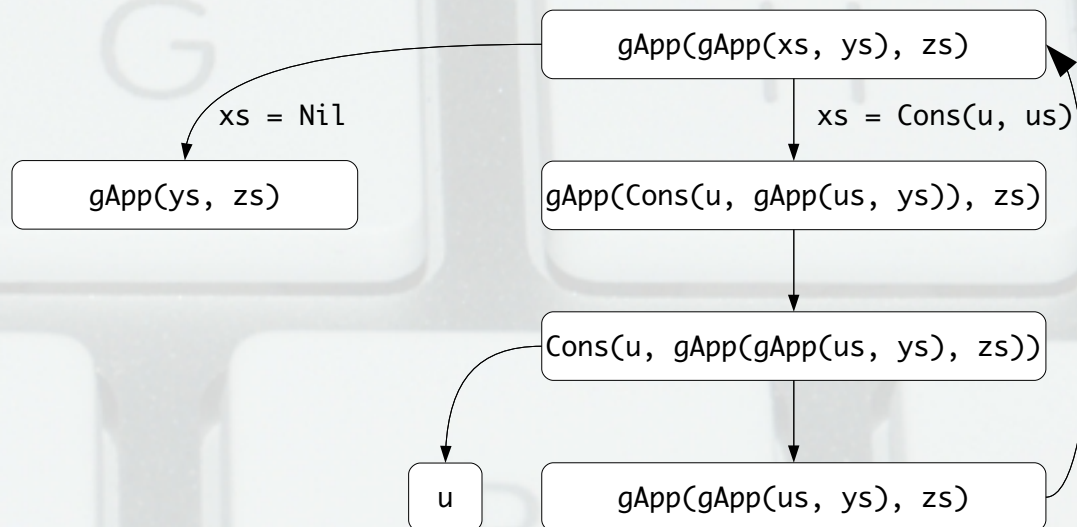 gApp(gApp(xs, ys), zs)
xs = Nil
xs = Cons(u, us)
gApp(ys, zs)
gApp(Cons(u, gApp(us, ys)), zs)
Cons(u, gApp(gApp(us, ys), zs))
u
gApp(gApp(us, ys), zs)
G